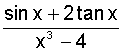 sin x + 2 tan x
x³ − 4